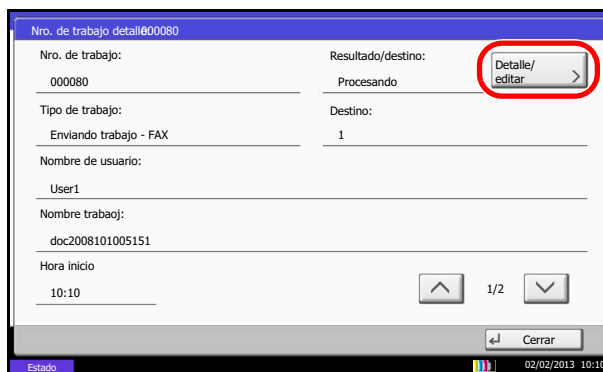 Nro. de trabajo detalle000080
Nro. de trabajo:
000080
Resultado/destino:
Procesando
Detalle/
editar
Tipo de trabajo:
Enviando trabajo - FAX
Destino:
1
Nombre de usuario:
User1
Nombre trabaoj:
doc2008101005151
Hora inicio
10:10
1/2
Cerrar
Estado
02/02/2013 10:10